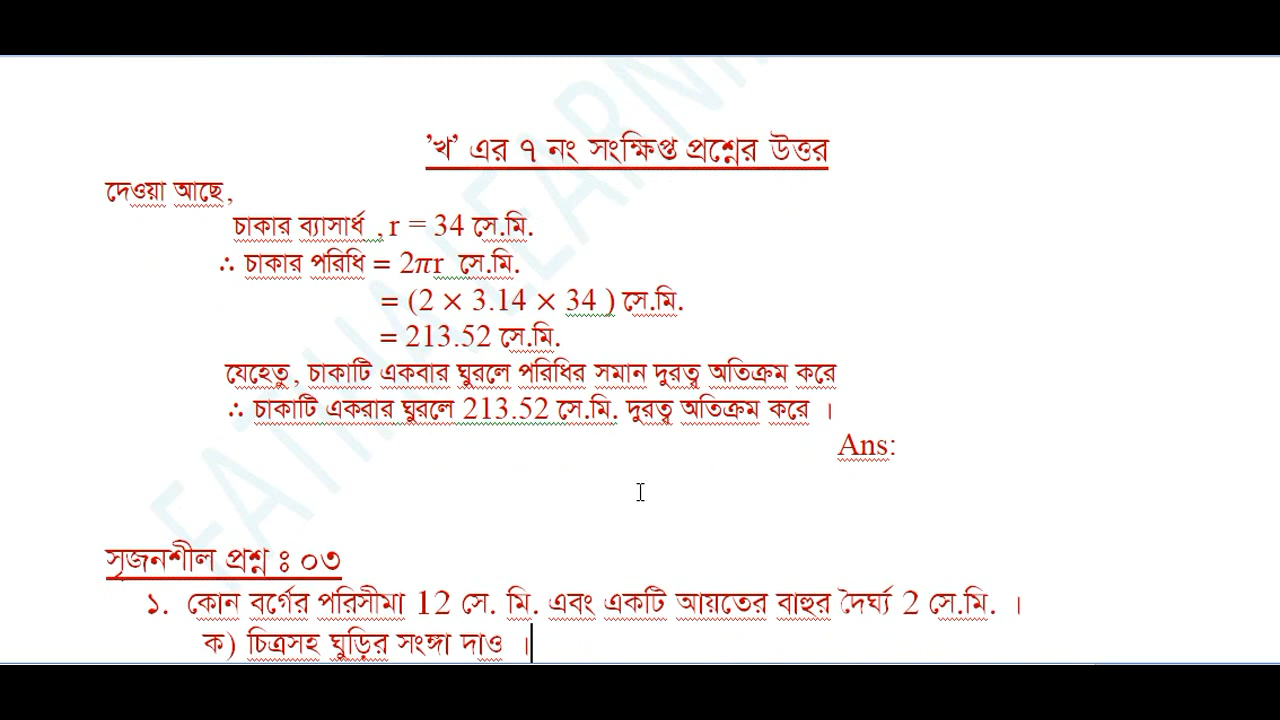 ’খ’ এর ৭ নং সংক্ষিপ্ত প্রশ্নের উত্তর
দেওয়া আছে,
চাকার ব্যাসার্ধ , r = 34 সে.মি.
∴ চাকার পরিধি = 2πr সে.মি.
= (2 × 3.14 × 34 ) সে.মি.
= 213.52 সে.মি.
যেহেতু, চাকাটি একবার ঘুরলে পরিধির সমান দুরত্ব অতিক্রম করে
∴ চাকাটি একরার ঘুরলে 213.52 সে.মি. দুরত্ব অতিক্রম করে ।
Ans:
সৃজনশীল প্রশ্ন ঃ ০৩
১. কোন বর্গের পরিসীমা 12 সে. মি. এবং একটি আয়তের বাহুর দৈর্ঘ্য 2 সে.মি. ।
ক) চিত্রসহ ঘুড়ির সংঙ্গা দাও ।